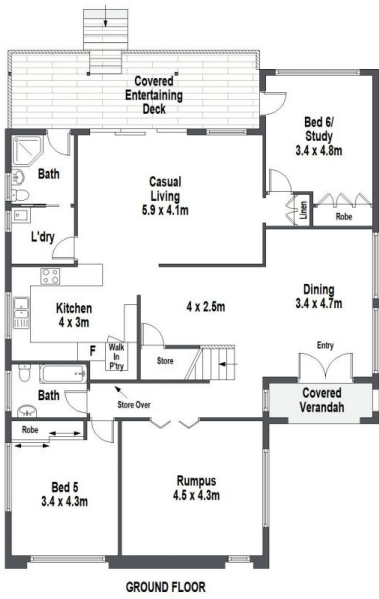 Covered
Entertaining
Deck
Bed 6/
Study
3.4 x 4.8m
Bath
Casual
Living
5.9 x 4.1m
Linen
Robe
L'dry
Kitchen
4 x 3m
4 x 2.5m
Dining
3.4 x 4.7m
F
Walk
In
P'try
Store
Entry
Bath
Store Over
Covered
Verandah
Robe
Bed 5
3.4 x 4.3m
Rumpus
4.5 x 4.3m
GROUND FLOOR